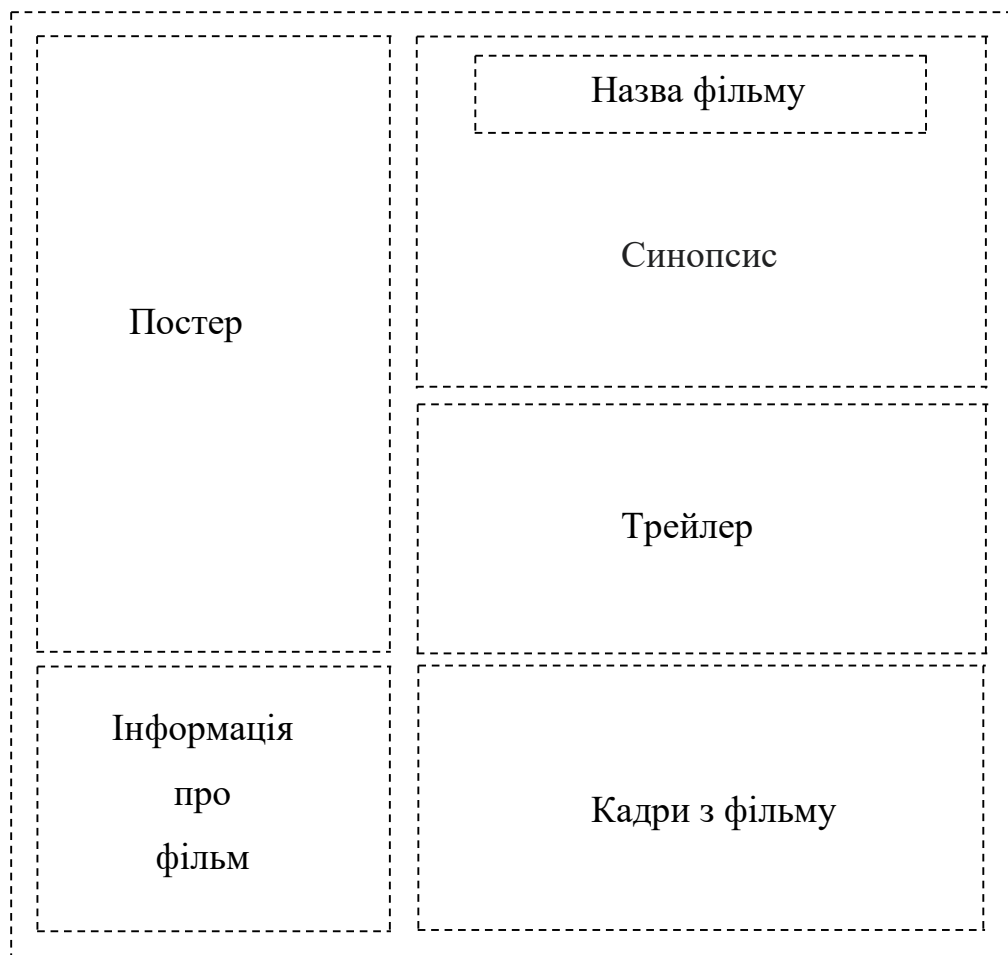 Постер
Інформація
про
фільм
Назва фільму
Синопсис
Трейлер
Кадри з фільму